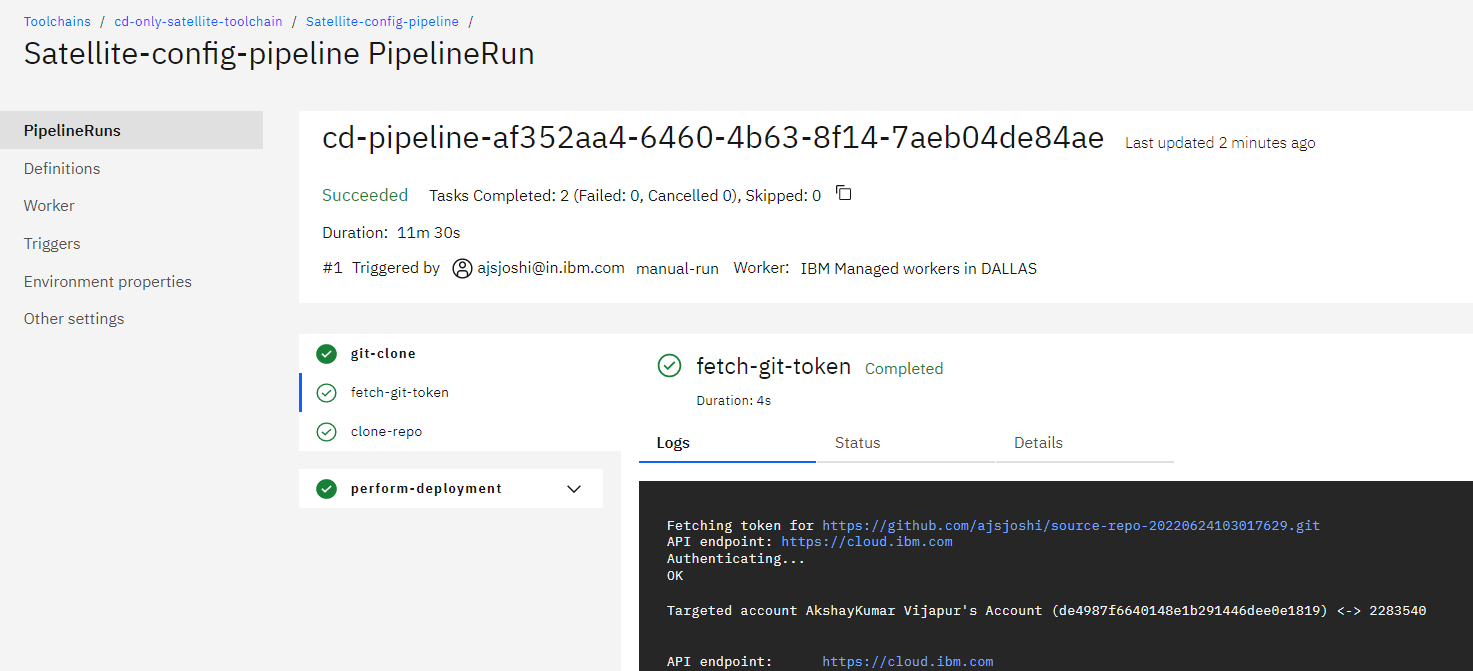 Toolchains / cd-only-satellite-toolchain / Satellite-config-pipeline /
Satellite-config-pipeline PipelineRun
PipelineRuns
Definitions
Worker
Triggers
Environment properties
Other settings
cd-pipeline-af352aa4-6460-4b63-8f14-7aeb04de84ae Last updated 2 minutes ago
Succeeded Tasks Completed: 2 (Failed: 0, Cancelled 0), Skipped: 0
Duration: 11m 30s
#1 Triggered by ajsjoshi@in.ibm.com manual-run Worker: IBM Managed workers in DALLAS
git-clone
fetch-git-token
clone-repo
perform-deployment
fetch-git-token Completed
Duration: 4s
Logs Status Details
Fetching token for https://github.com/ajsjoshi/source-repo-20220624103017629.git
API endpoint: https://cloud.ibm.com
Authenticating...
OK
Targeted account AkshayKumar Vijapur's Account (de4987f6640148e1b291446dee0e1819) <-> 2283540
API endpoint: https://cloud.ibm.com